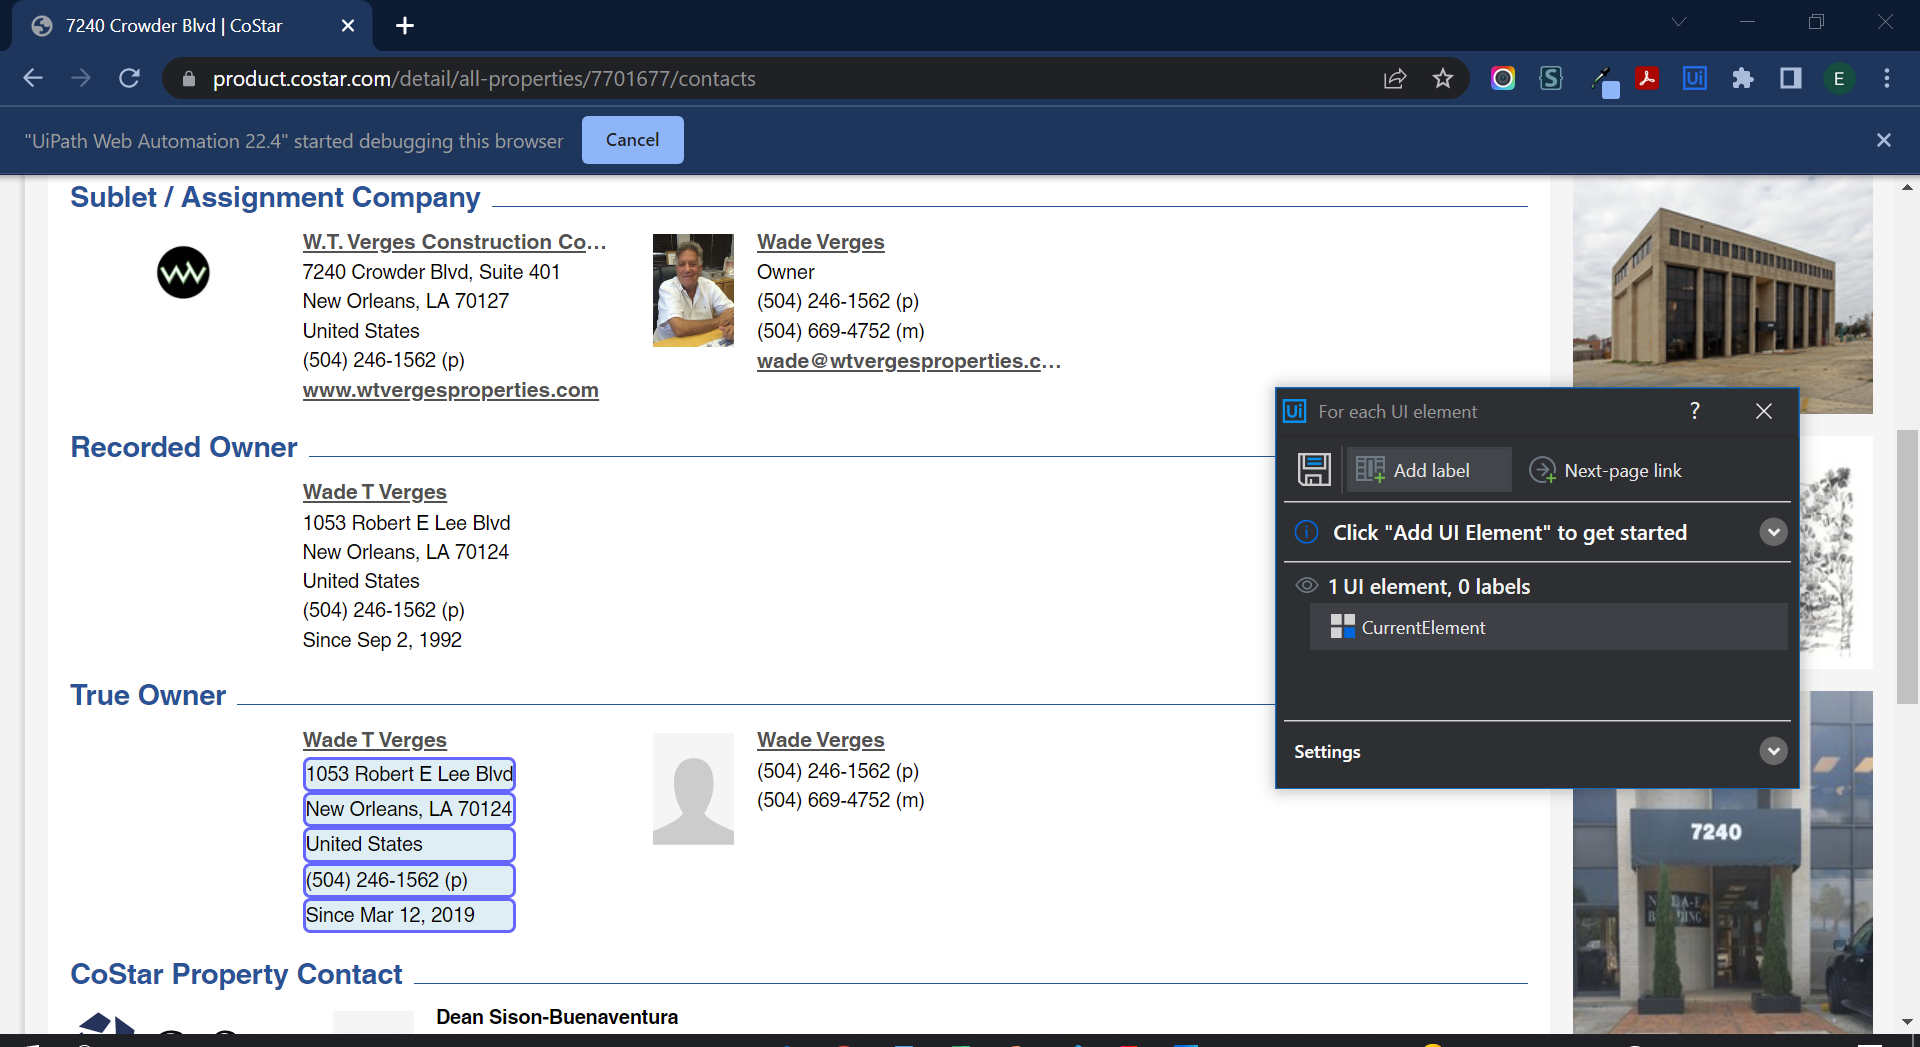 7240 Crowder Blvd | CoStar
product.costar.com/detail/all-properties/7701677/contacts
E
"UiPath Web Automation 22.4" started debugging this browser
Cancel
Sublet / Assignment Company
W.T. Verges Construction Co...
7240 Crowder Blvd, Suite 401
New Orleans, LA 70127
United States
(504) 246-1562 (p)
www.wtvergesproperties.com
Wade Verges
Owner
(504) 246-1562 (p)
(504) 669-4752 (m)
wade@wtvergesproperties.c...
Recorded Owner
Wade T Verges
1053 Robert E Lee Blvd
New Orleans, LA 70124
United States
(504) 246-1562 (p)
Since Sep 2, 1992
True Owner
Wade T Verges
1053 Robert E Lee Blvd
New Orleans, LA 70124
United States
(504) 246-1562 (p)
Since Mar 12, 2019
Wade Verges
(504) 246-1562 (p)
(504) 669-4752 (m)
CoStar Property Contact
Dean Sison-Buenaventura
Ui
For each UI element
?
Add label
Next-page link
Click "Add UI Element" to get started
1 UI element, 0 labels
CurrentElement
Settings
7240